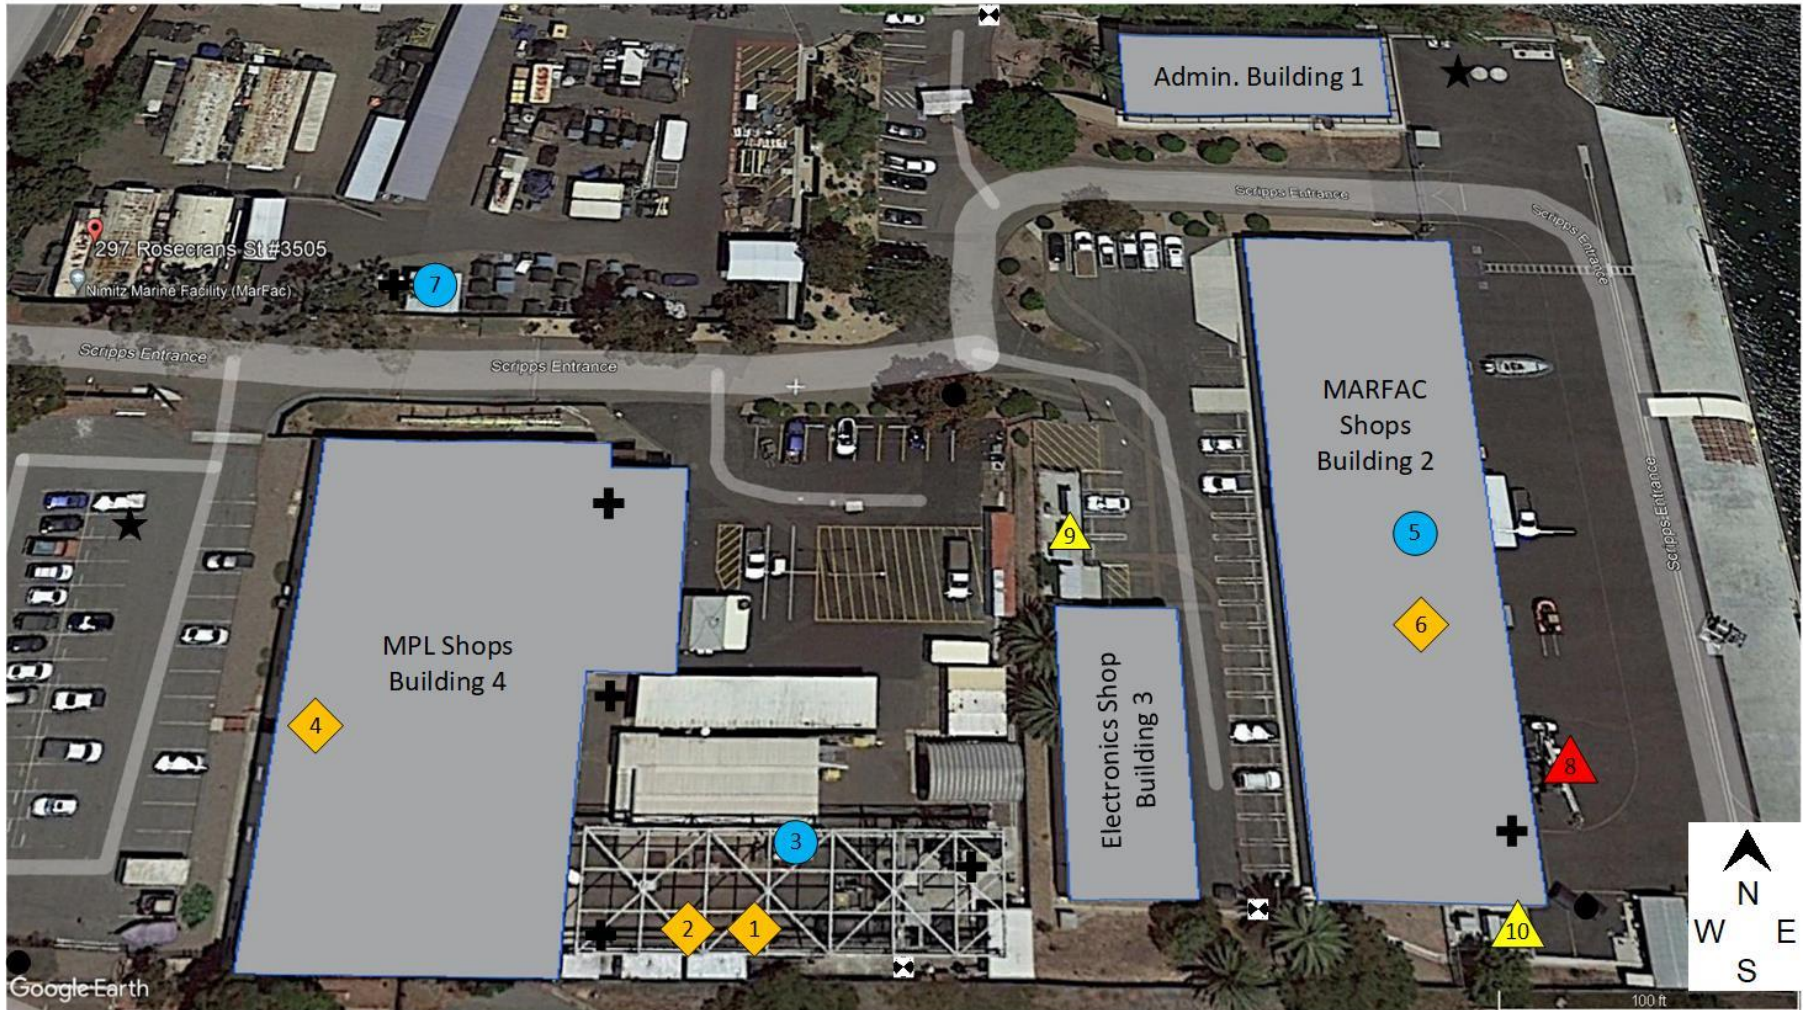 Admin. Building 1
Scripps Entrance
Scripps Entrance
297 Rosecrans St #3505
7
Nimitz Marine Facility (MarFac)
Scripps Entrance
Scripps Entrance
MARFAC
Shops
Building 2
Scripps Entrance
5
9
6
MPL Shops
Building 4
Electronics Shop
Building 3
4
8
3
2
1
10
N
W E
S
Google Earth
100 ft